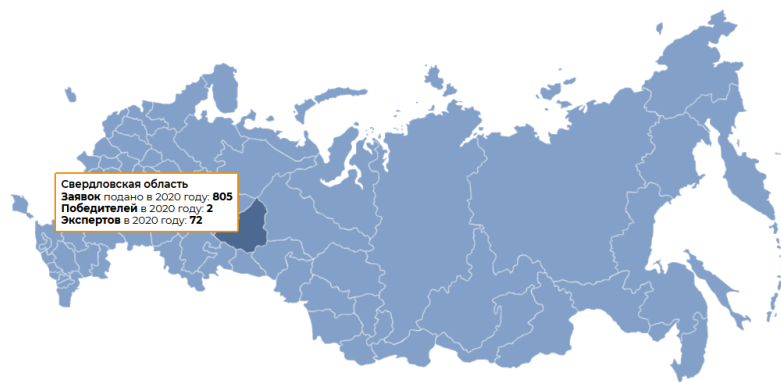 Свердловская область
Заявок подано в 2020 году: 805
Победителей в 2020 году: 2
Экспертов в 2020 году: 72